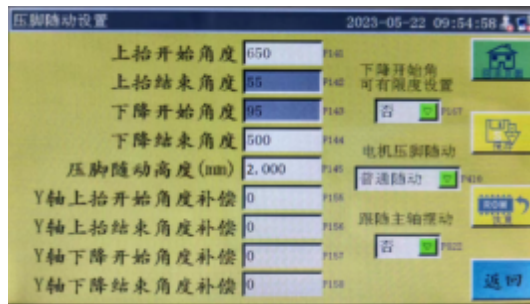 压脚随动设置 2023-05-22 09:54:58
上抬开始角度 650 P141
上抬结束角度 55 P142
下降开始角度 95 P143
下降结束角度 500 P144
压脚随动高度(mm) 2.000 P145
Y轴上抬开始角度补偿 0 P155
Y轴上抬结束角度补偿 0 P156
Y轴下降开始角度补偿 0 P157
Y轴下降结束角度补偿 0 P158
下降开始角
可有限度设置
否 P167
电机压脚随动
普通随动
跟随主轴摆动
否
ROM
返回